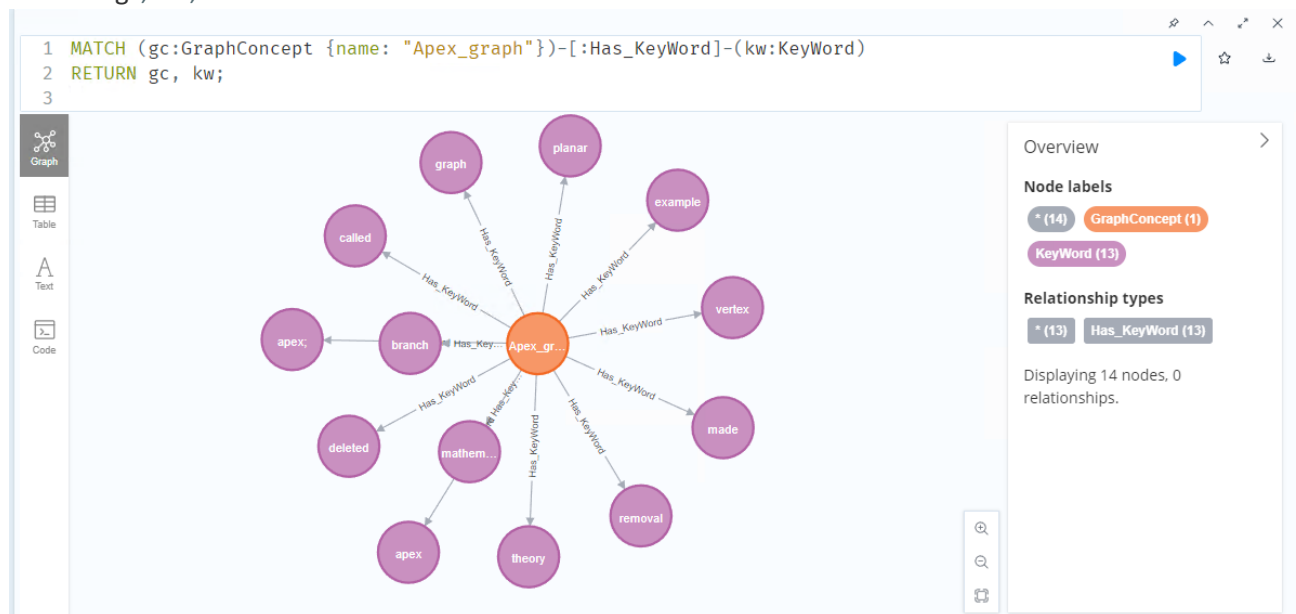 1 MATCH (gc:GraphConcept {name: "Apex_graph"})-[:Has_KeyWord]-(kw:KeyWord)
2 RETURN gc, kw;
3
Graph
Table
Text
Code
planar
graph
example
called
vertex
apex;
branch
Apex_gr...
made
deleted
mathem...
removal
apex
theory
Has_KeyWord
Has_KeyWord
Has_KeyWord
Has_KeyWord
Has_KeyWord
Has_Key...
Has_KeyWord
Has_KeyWord
Has_Key...
Has_KeyWord
Has_KeyWord
Overview
Node labels
* (14) GraphConcept (1)
KeyWord (13)
Relationship types
* (13) Has_KeyWord (13)
Displaying 14 nodes, 0
relationships.